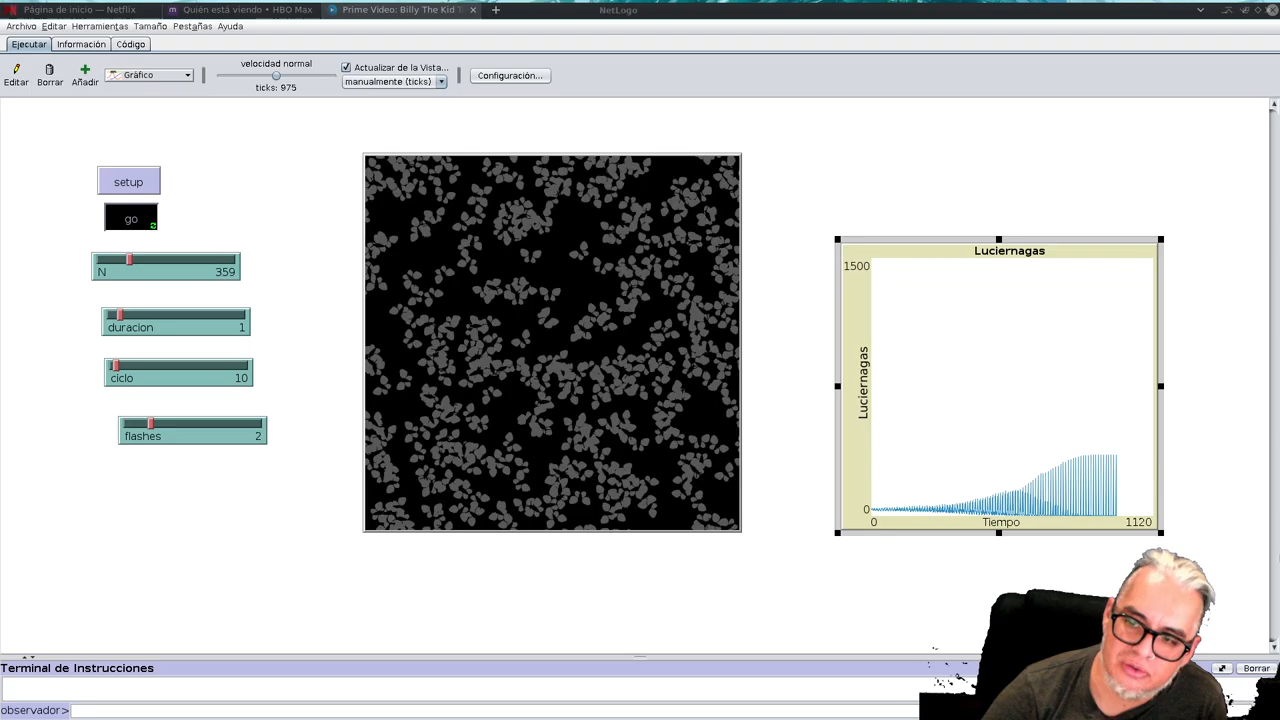 Página de inicio — Netflix
Quién está viendo • HBO Max
Prime Video: Billy The Kid
NetLogo
Archivo Editar Herramientas Tamaño Pestañas Ayuda
Ejecutar Información Código
Editar Borrar Añadir
Gráfico
velocidad normal
ticks: 975
Actualizar de la Vista...
manualmente (ticks)
Configuración...
setup
go
N 359
duracion 1
ciclo 10
flashes 2
Luciernagas
1500
Luciernagas
0
0 Tiempo 1120
Terminal de Instrucciones
Borrar
observador>